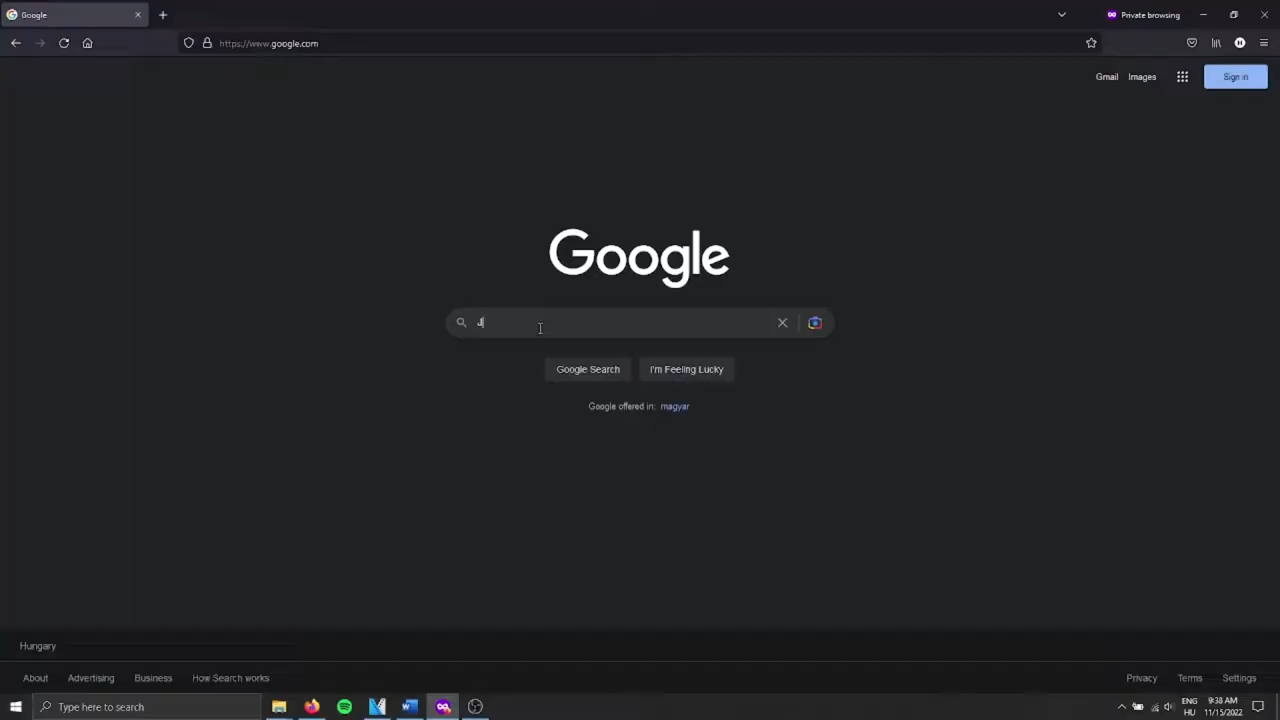 Google
Private browsing
https://www.google.com
Gmail Images
Sign in
Google
J
Google Search I'm Feeling Lucky
Google offered in: magyar
Hungary
About Advertising Business How Search works
Privacy Terms Settings
Type here to search
ENG 9:38 AM
HU 11/15/2022